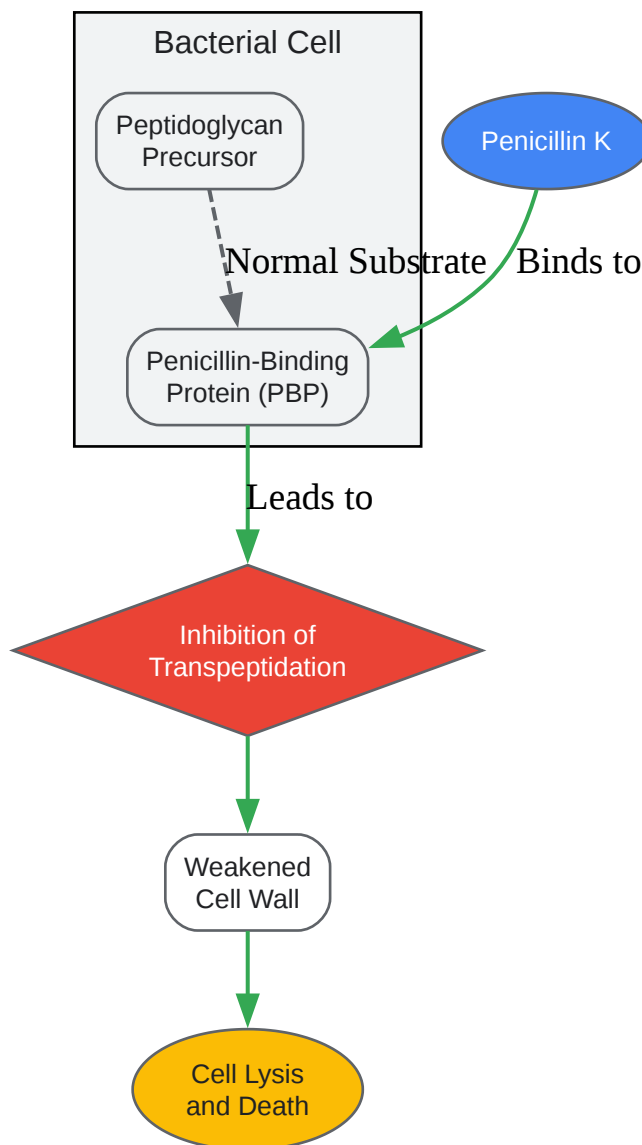 Bacterial Cell
Peptidoglycan
Precursor
Penicillin K
Normal Substrate
Binds to
Penicillin-Binding
Protein (PBP)
Leads to
Inhibition of
Transpeptidation
Weakened
Cell Wall
Cell Lysis
and Death